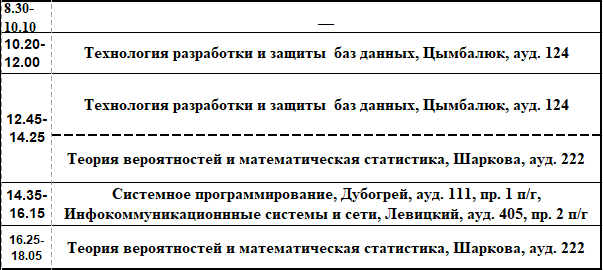 8.30-
10.10
—
10.20-
12.00
Технология разработки и защиты баз данных, Цымбалюк, ауд. 124
12.45-
14.25
Технология разработки и защиты баз данных, Цымбалюк, ауд. 124
Теория вероятностей и математическая статистика, Шаркова, ауд. 222
14.35-
16.15
Системное программирование, Дубогрей, ауд. 111, пр. 1 п/г,
Инфокоммуникационнные системы и сети, Левицкий, ауд. 405, пр. 2 п/г
16.25-
18.05
Теория вероятностей и математическая статистика, Шаркова, ауд. 222